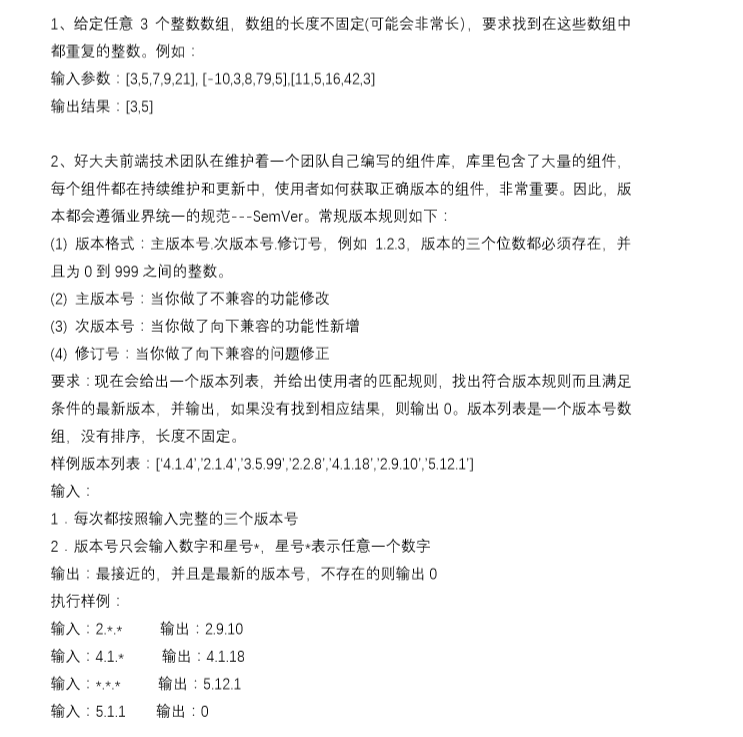 1、给定任意 3 个整数数组，数组的长度不固定(可能会非常长)，要求找到在这些数组中
都重复的整数。例如：
输入参数：[3,5,7,9,21], [-10,3,8,79,5],[11,5,16,42,3]
输出结果：[3,5]
2、好大夫前端技术团队在维护着一个团队自己编写的组件库，库里包含了大量的组件，
每个组件都在持续维护和更新中，使用者如何获取正确版本的组件，非常重要。因此，版
本都会遵循业界统一的规范---SemVer。常规版本规则如下：
(1) 版本格式：主版本号.次版本号.修订号，例如 1.2.3，版本的三个位数都必须存在，并
且为 0 到 999 之间的整数。
(2) 主版本号：当你做了不兼容的功能修改
(3) 次版本号：当你做了向下兼容的功能性新增
(4) 修订号：当你做了向下兼容的问题修正
要求：现在会给出一个版本列表，并给出使用者的匹配规则，找出符合版本规则而且满足
条件的最新版本，并输出，如果没有找到相应结果，则输出 0。版本列表是一个版本号数
组，没有排序，长度不固定。
样例版本列表：['4.1.4','2.1.4','3.5.99','2.2.8','4.1.18','2.9.10','5.12.1']
输入：
1．每次都按照输入完整的三个版本号
2．版本号只会输入数字和星号*，星号*表示任意一个数字
输出：最接近的，并且是最新的版本号，不存在的则输出 0
执行样例：
输入：2.*.* 输出：2.9.10
输入：4.1.* 输出：4.1.18
输入：*.*.* 输出：5.12.1
输入：5.1.1 输出：0